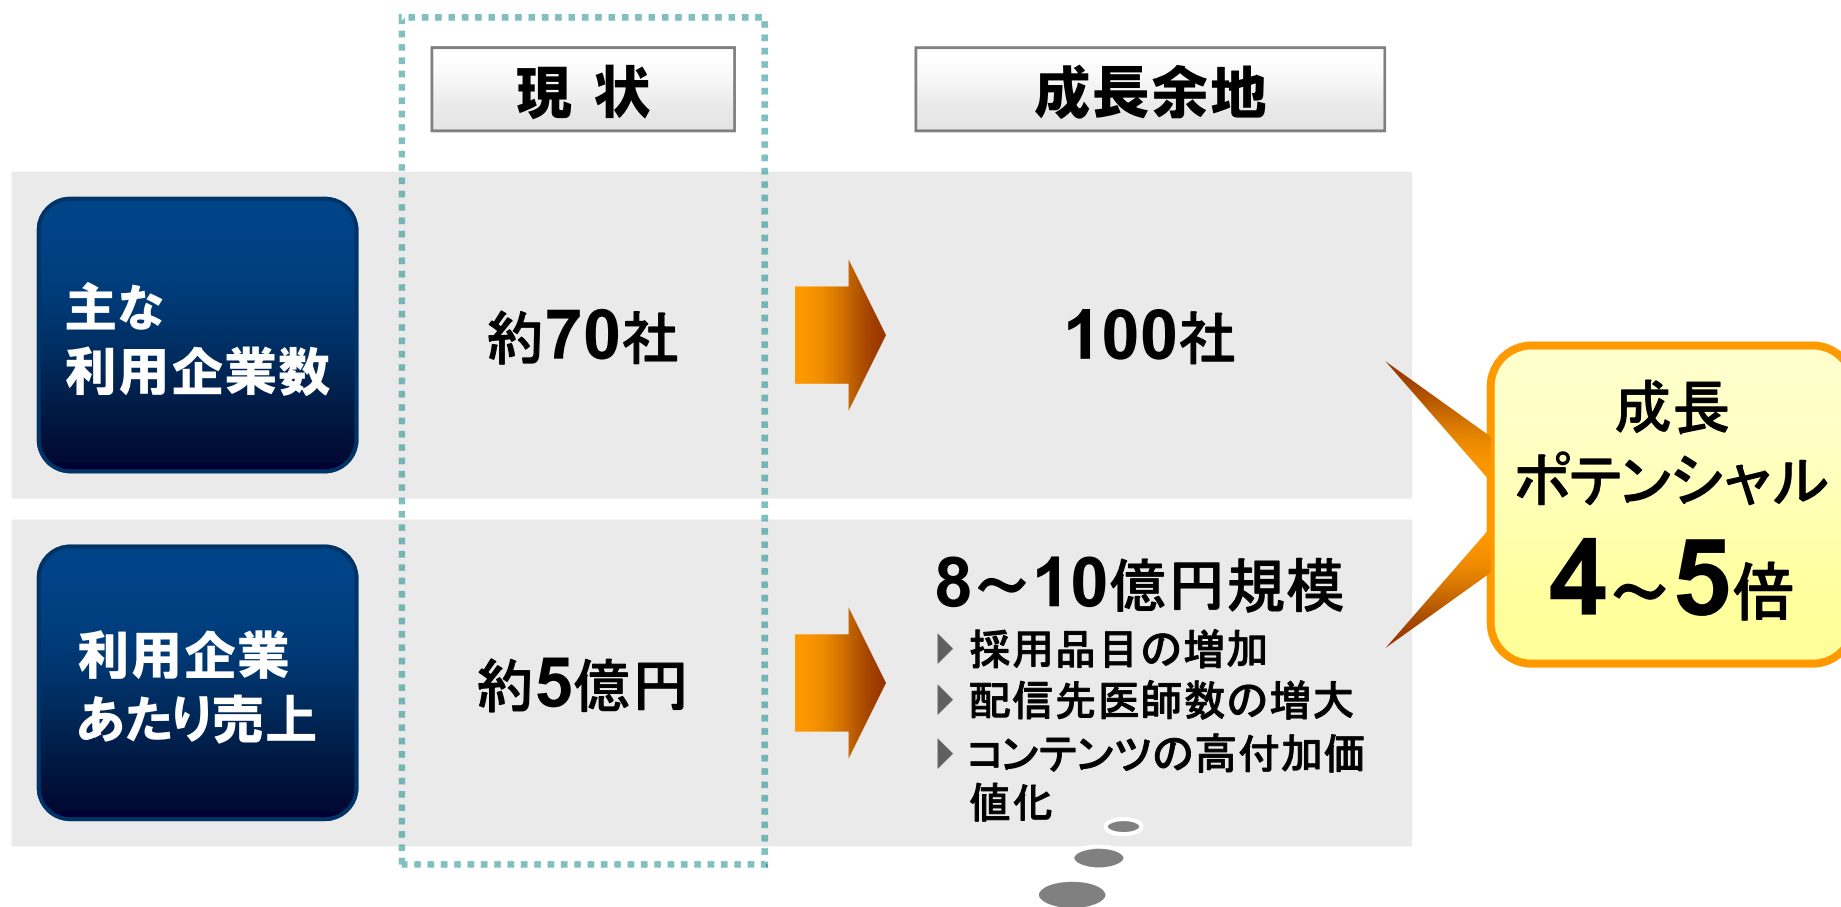 現 状
成長余地
主な
利用企業数
約70社
100社
成長
ポテンシャル
4～5倍
利用企業
あたり売上
約5億円
8～10億円規模
採用品目の増加
配信先医師数の増大
コンテンツの高付加価
値化